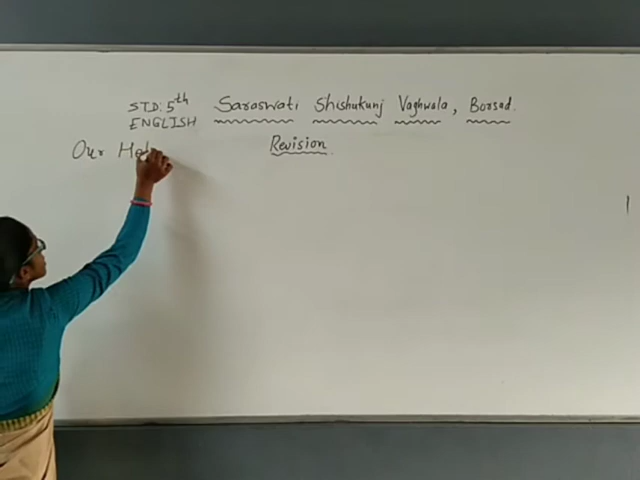 STD: 5th Saraswati Shishukunj Vaghwala, Borsad.
ENGLISH
Revision
Our Hel